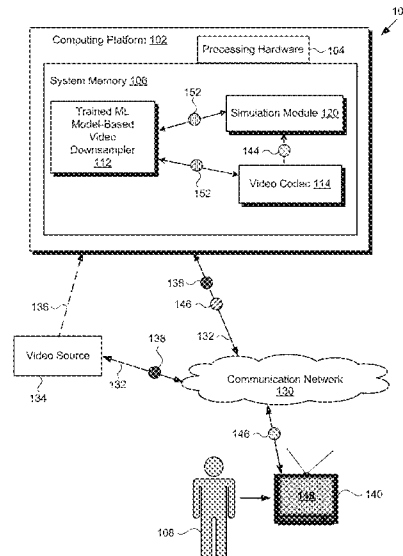 10
Computing Platform 102
Processing Hardware
104
System Memory 106
152
Trained ML
Model-Based
Video
Downsampler
112
Simulation Module
120
144
152
Video Codec 114
138
136
146
138
132
Video Source
132
134
Communication Network
130
146
148
140
108